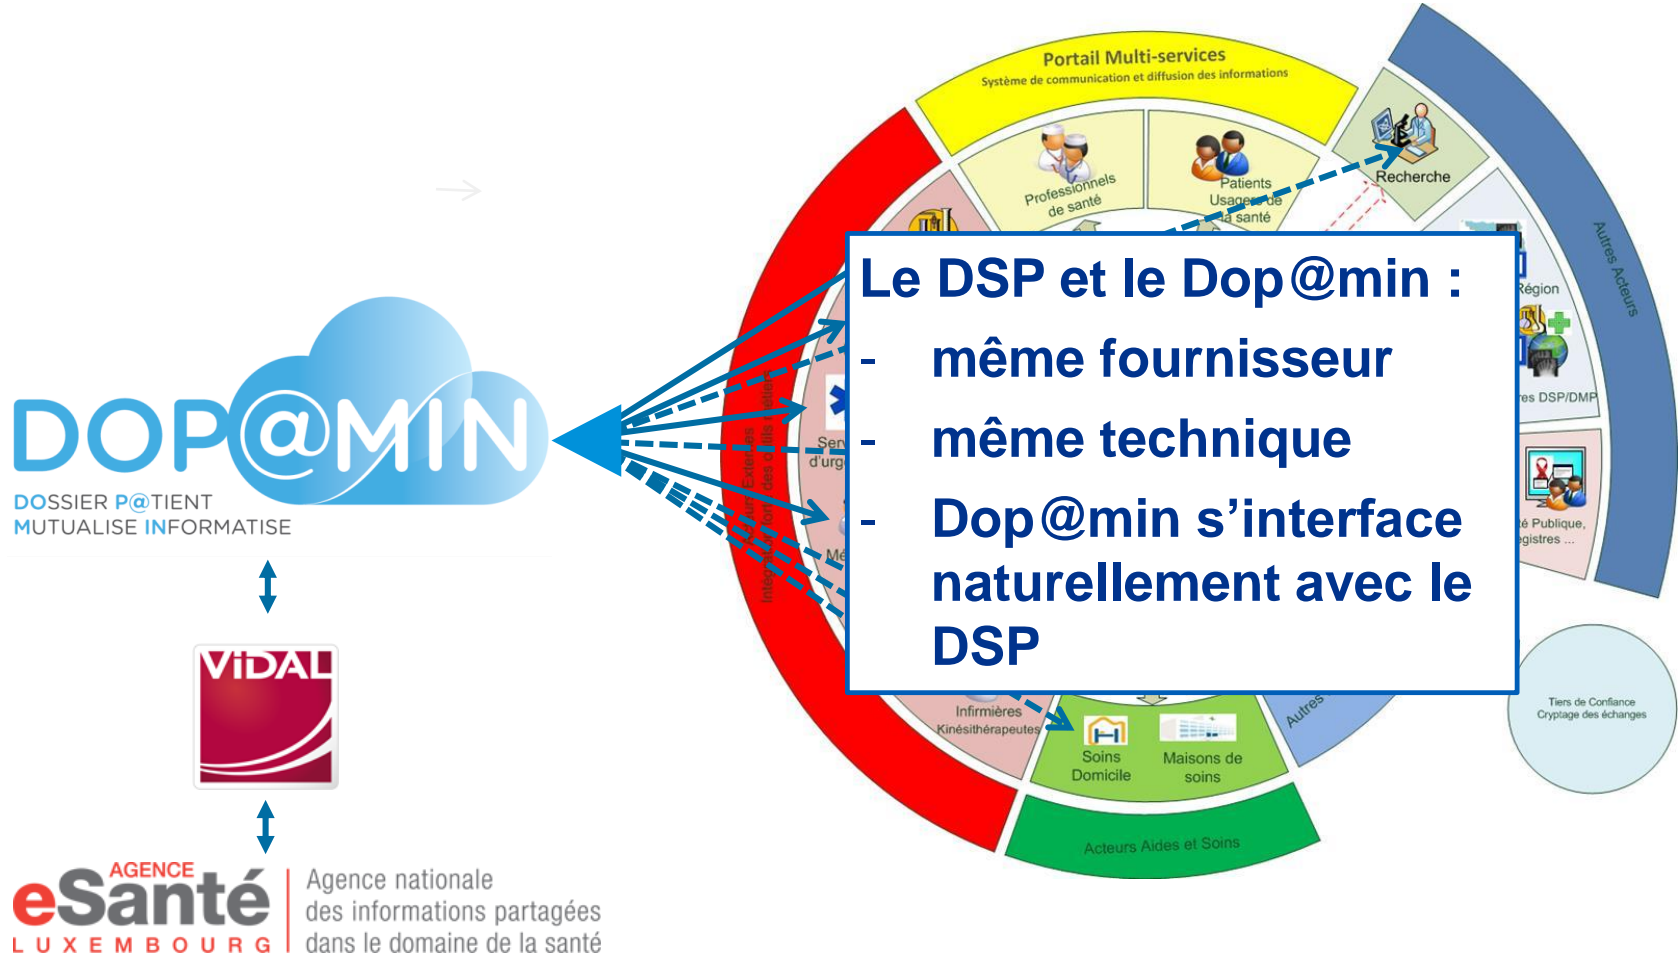 Portail Multi-services
Système de communication et diffusion des informations
Professionnels
de santé
Patients
Usagers de
la santé
Recherche
Autres Acteurs
Région
DSP/DMP
Le DSP et le Dop@min :
- même fournisseur
- même technique
- Dop@min s’interface
naturellement avec le
DSP
DOP@MIN
DOSSIER P@TIENT
MUTUALISE INFORMATISE
Publique,
Infirmières
Kinésithérapeutes
Soins
Domicile
Maisons de
soins
Autres
Acteurs Aides et Soins
Tiers de Confiance
Cryptage des échanges
ViDAL
AGENCE
eSanté
LUXEMBOURG
Agence nationale
des informations partagées
dans le domaine de la santé